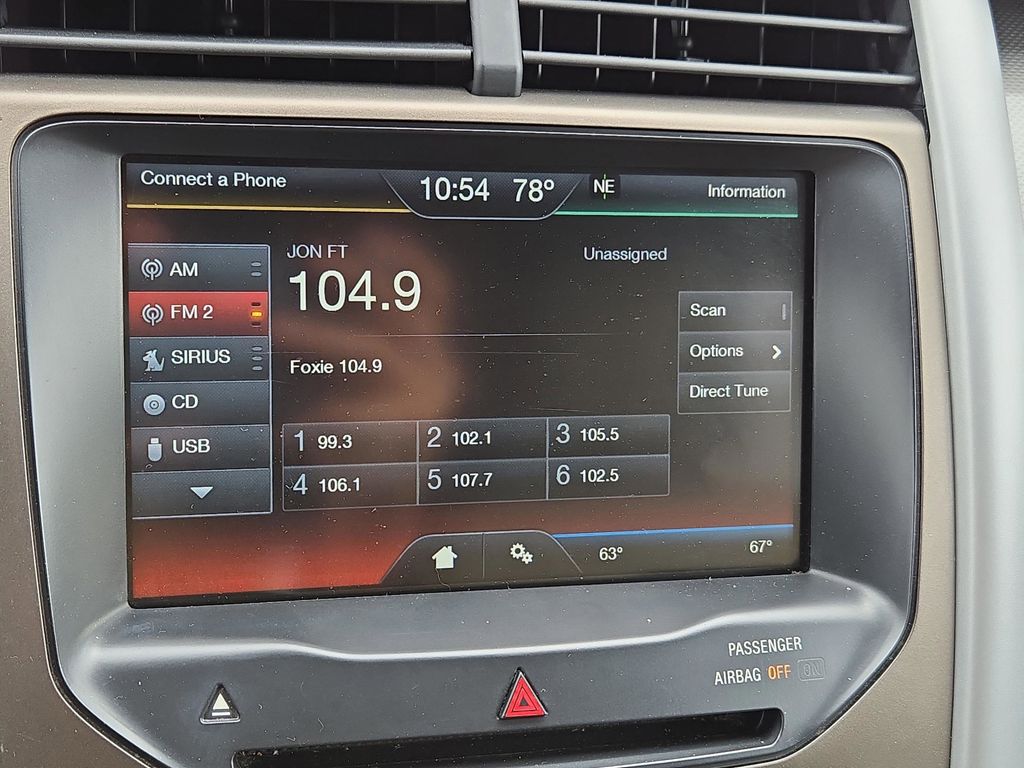 Connect a Phone
10:54 78°
NE
Information
JON FT
Unassigned
104.9
Foxie 104.9
AM
FM 2
SIRIUS
CD
USB
Scan
Options
Direct Tune
1 99.3
2 102.1
3 105.5
4 106.1
5 107.7
6 102.5
63°
67°
PASSENGER
AIRBAG OFF ON